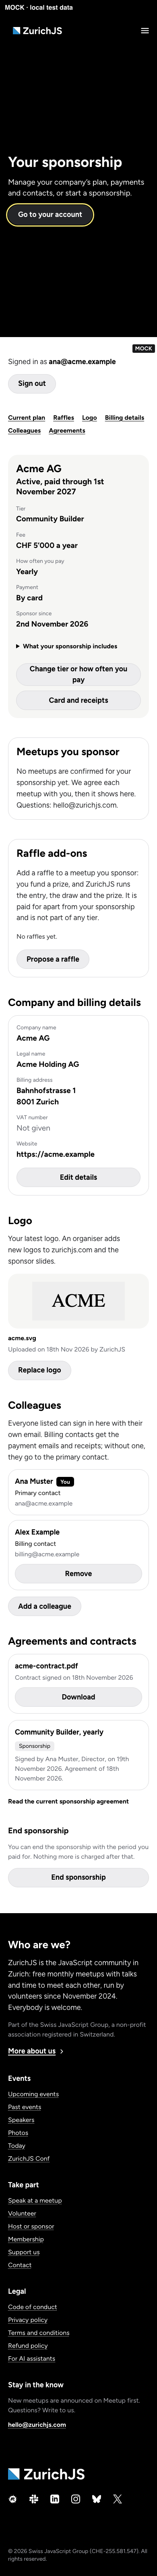 MOCK · local test data
ZurichJS
Your sponsorship
Manage your company's plan, payments
and contacts, or start a sponsorship.
Go to your account
MOCK
Signed in as ana@acme.example
Sign out
Current plan Raffles Logo Billing details
Colleagues Agreements
Acme AG
Active, paid through 1st
November 2027
Tier
Community Builder
Fee
CHF 5'000 a year
How often you pay
Yearly
Payment
By card
Sponsor since
2nd November 2026
What your sponsorship includes
Change tier or how often you
pay
Card and receipts
Meetups you sponsor
No meetups are confirmed for your
sponsorship yet. We agree each
meetup with you, then it shows here.
Questions: hello@zurichjs.com.
Raffle add-ons
Add a raffle to a meetup you sponsor:
you fund a prize, and ZurichJS runs
the entry, the draw and the prize. It is
paid apart from your sponsorship
and not part of any tier.
No raffles yet.
Propose a raffle
Company and billing details
Company name
Acme AG
Legal name
Acme Holding AG
Billing address
Bahnhofstrasse 1
8001 Zurich
VAT number
Not given
Website
https://acme.example
Edit details
Logo
Your latest logo. An organiser adds
new logos to zurichjs.com and the
sponsor slides.
ACME
acme.svg
Uploaded on 18th Nov 2026 by ZurichJS
Replace logo
Colleagues
Everyone listed can sign in here with their
own email. Billing contacts get the
payment emails and receipts; without one,
they go to the primary contact.
Ana Muster You
Primary contact
ana@acme.example
Alex Example
Billing contact
billing@acme.example
Remove
Add a colleague
Agreements and contracts
acme-contract.pdf
Contract signed on 18th November 2026
Download
Community Builder, yearly
Sponsorship
Signed by Ana Muster, Director, on 19th
November 2026. Agreement of 18th
November 2026.
Read the current sponsorship agreement
End sponsorship
You can end the sponsorship with the period you
paid for. Nothing more is charged after that.
End sponsorship
Who are we?
ZurichJS is the JavaScript community in
Zurich: free monthly meetups with talks
and time to meet each other, run by
volunteers since November 2024.
Everybody is welcome.
Part of the Swiss JavaScript Group, a non-profit
association registered in Switzerland.
More about us
Events
Upcoming events
Past events
Speakers
Photos
Today
ZurichJS Conf
Take part
Speak at a meetup
Volunteer
Host or sponsor
Membership
Support us
Contact
Legal
Code of conduct
Privacy policy
Terms and conditions
Refund policy
For AI assistants
Stay in the know
New meetups are announced on Meetup first.
Questions? Write to us.
hello@zurichjs.com
ZurichJS
© 2026 Swiss JavaScript Group (CHE-255.581.547). All
rights reserved.